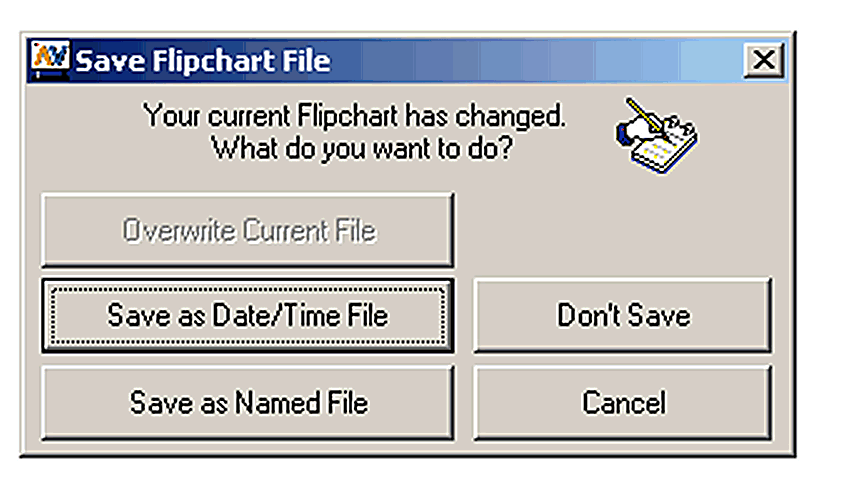 Save Flipchart File
Your current Flipchart has changed.
What do you want to do?
Overwrite Current File
Save as Date/Time File
Don't Save
Save as Named File
Cancel